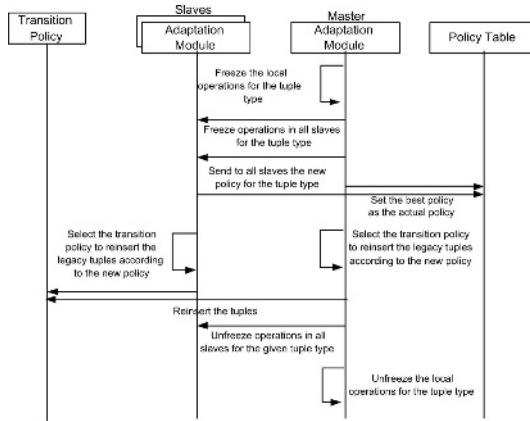 Slaves
Master
Transition
Policy
Adaptation
Module
Adaptation
Module
Policy Table
Freeze the local
operations for the tuple
type
Freeze operations in all slaves
for the tuple type
Send to all slaves the new
policy for the tuple type
Set the best policy
as the actual policy
Select the transition
policy to reinsert the
legacy tuples according
to the new policy
Select the transition policy
to reinsert the legacy tuples
according to the new policy
Reinsert the tuples
Unfreeze operations in all
slaves for the given tuple type
Unfreeze the local
operations for the tuple type